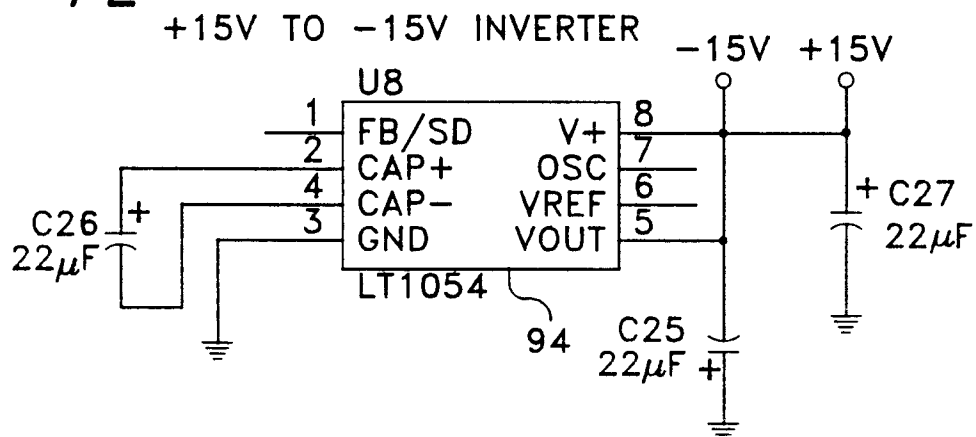 +15V TO -15V INVERTER
-15V +15V
U8
1 FB/SD V+ 8
2 CAP+ OSC 7
4 CAP- VREF 6
3 GND VOUT 5
LT1054
94
C26 +
22μF
+ C27
22μF
C25
22μF +